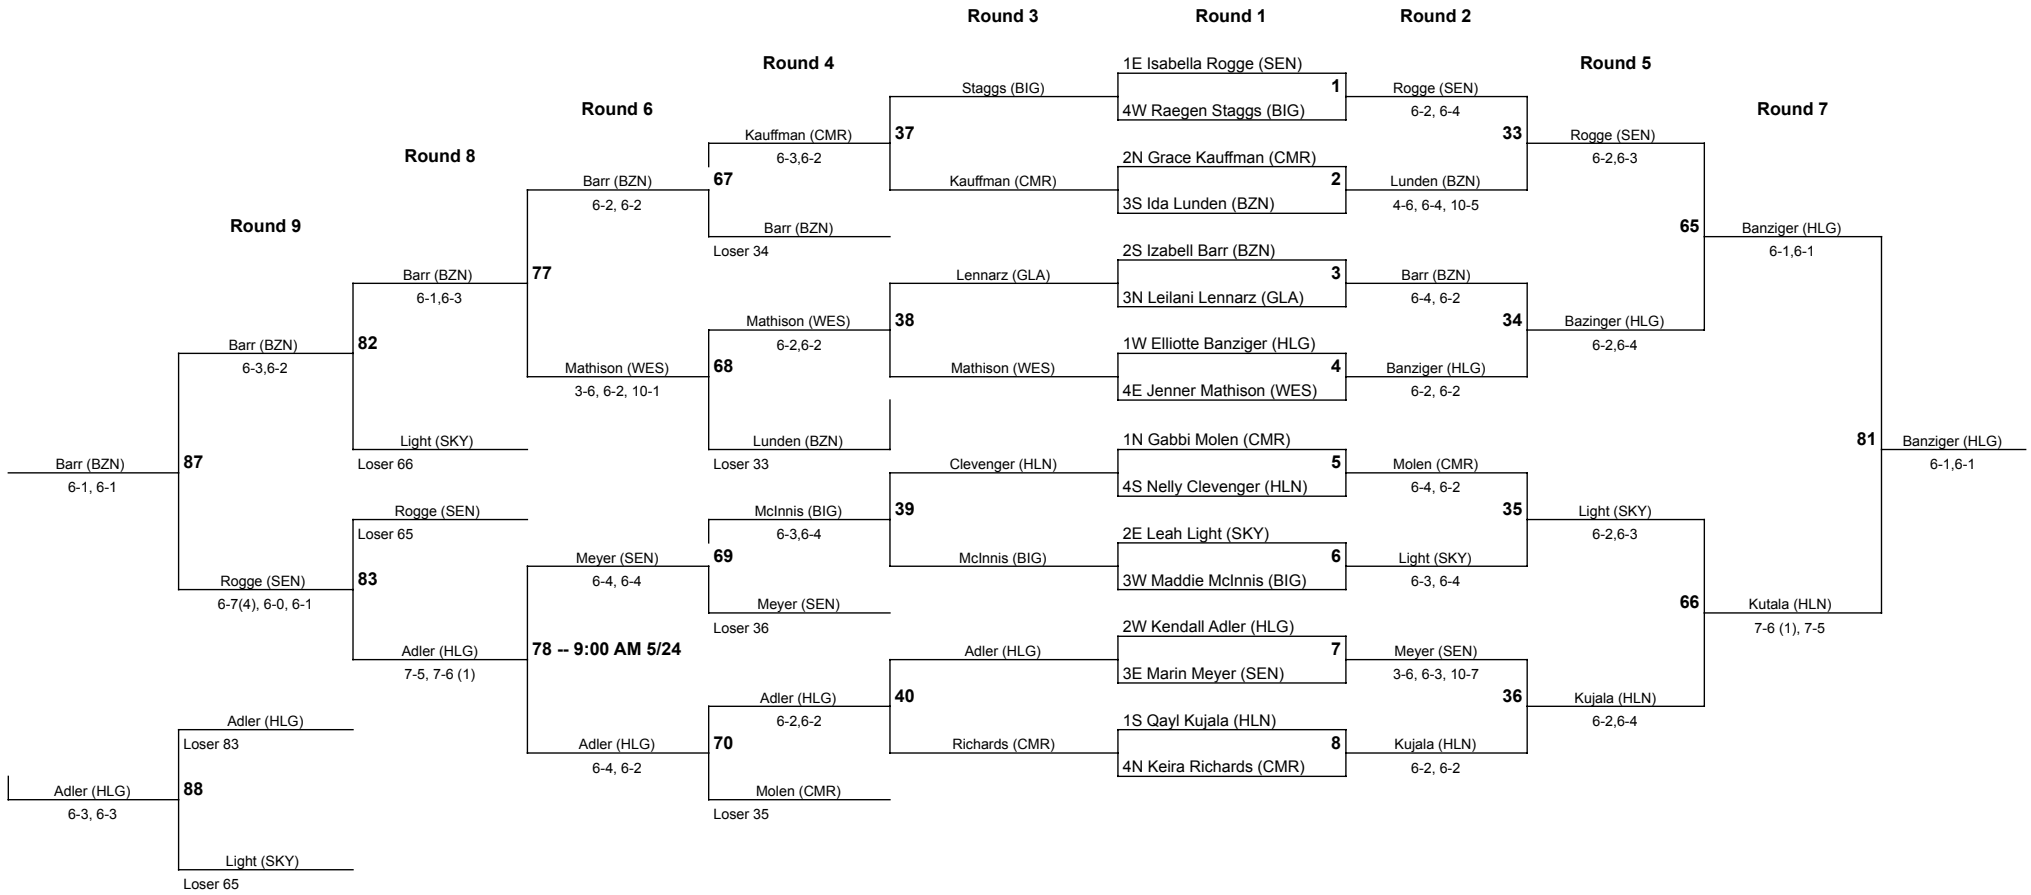 Round 3
Round 1
Round 2
Round 4
Round 5
Round 6
Round 7
Round 8
Round 9
1E Isabella Rogge (SEN)
1
4W Raegen Staggs (BIG)
2N Grace Kauffman (CMR)
2
3S Ida Lunden (BZN)
2S Izabell Barr (BZN)
3
3N Leilani Lennarz (GLA)
1W Elliotte Banziger (HLG)
4
4E Jenner Mathison (WES)
1N Gabbi Molen (CMR)
5
4S Nelly Clevenger (HLN)
2E Leah Light (SKY)
6
3W Maddie McInnis (BIG)
2W Kendall Adler (HLG)
7
3E Marin Meyer (SEN)
1S Qayl Kujala (HLN)
8
4N Keira Richards (CMR)
Rogge (SEN)
6-2, 6-4
33
Lunden (BZN)
4-6, 6-4, 10-5
Barr (BZN)
6-4, 6-2
34
Banziger (HLG)
6-2, 6-2
Molen (CMR)
6-4, 6-2
35
Light (SKY)
6-3, 6-4
Meyer (SEN)
3-6, 6-3, 10-7
36
Kujala (HLN)
6-2, 6-2
Rogge (SEN)
6-2,6-3
65
Bazinger (HLG)
6-2,6-4
Light (SKY)
6-2,6-3
66
Kujala (HLN)
6-2,6-4
Banziger (HLG)
6-1,6-1
81
Kutala (HLN)
7-6 (1), 7-5
Banziger (HLG)
6-1,6-1
Staggs (BIG)
37
Kauffman (CMR)
Lennarz (GLA)
38
Mathison (WES)
Clevenger (HLN)
39
McInnis (BIG)
Adler (HLG)
40
Richards (CMR)
Kauffman (CMR)
6-3,6-2
67
Barr (BZN)
Loser 34
Mathison (WES)
6-2,6-2
68
Lunden (BZN)
Loser 33
McInnis (BIG)
6-3,6-4
69
Meyer (SEN)
Loser 36
Adler (HLG)
6-2,6-2
70
Molen (CMR)
Loser 35
Barr (BZN)
6-2, 6-2
77
Mathison (WES)
3-6, 6-2, 10-1
Meyer (SEN)
6-4, 6-4
78 -- 9:00 AM 5/24
Adler (HLG)
6-4, 6-2
Barr (BZN)
6-1,6-3
82
Light (SKY)
Loser 66
Rogge (SEN)
Loser 65
83
Adler (HLG)
7-5, 7-6 (1)
Barr (BZN)
6-3,6-2
87
Rogge (SEN)
6-7(4), 6-0, 6-1
Adler (HLG)
Loser 83
88
Light (SKY)
Loser 65
Barr (BZN)
6-1, 6-1
Adler (HLG)
6-3, 6-3